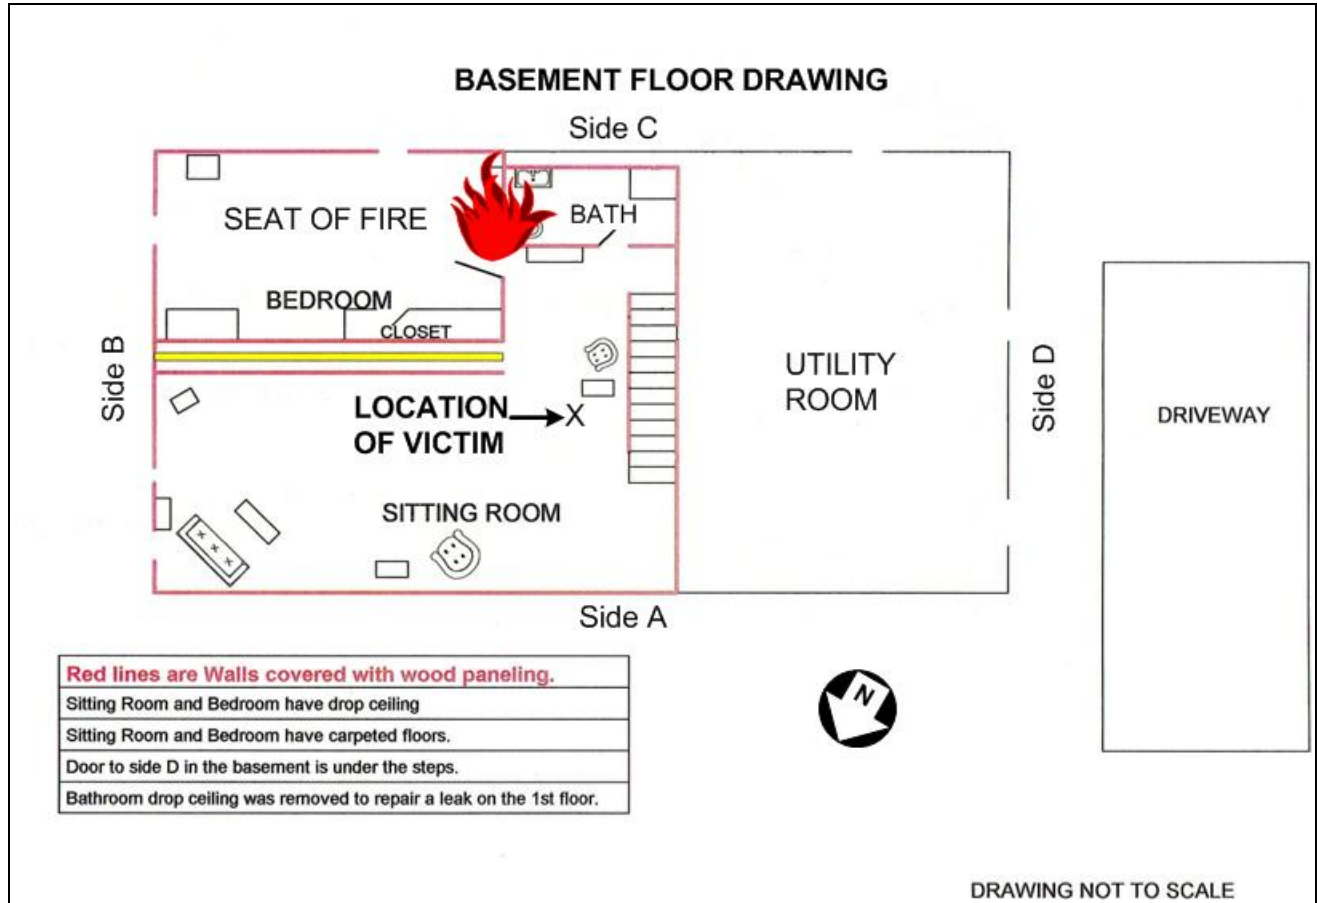 BASEMENT FLOOR DRAWING
Side C
SEAT OF FIRE
BATH
BEDROOM
CLOSET
Side B
UTILITY
ROOM
Side D
DRIVEWAY
LOCATION
OF VICTIM
X
SITTING ROOM
Side A
Red lines are Walls covered with wood paneling.
Sitting Room and Bedroom have drop ceiling
Sitting Room and Bedroom have carpeted floors.
Door to side D in the basement is under the steps.
Bathroom drop ceiling was removed to repair a leak on the 1st floor.
N
DRAWING NOT TO SCALE